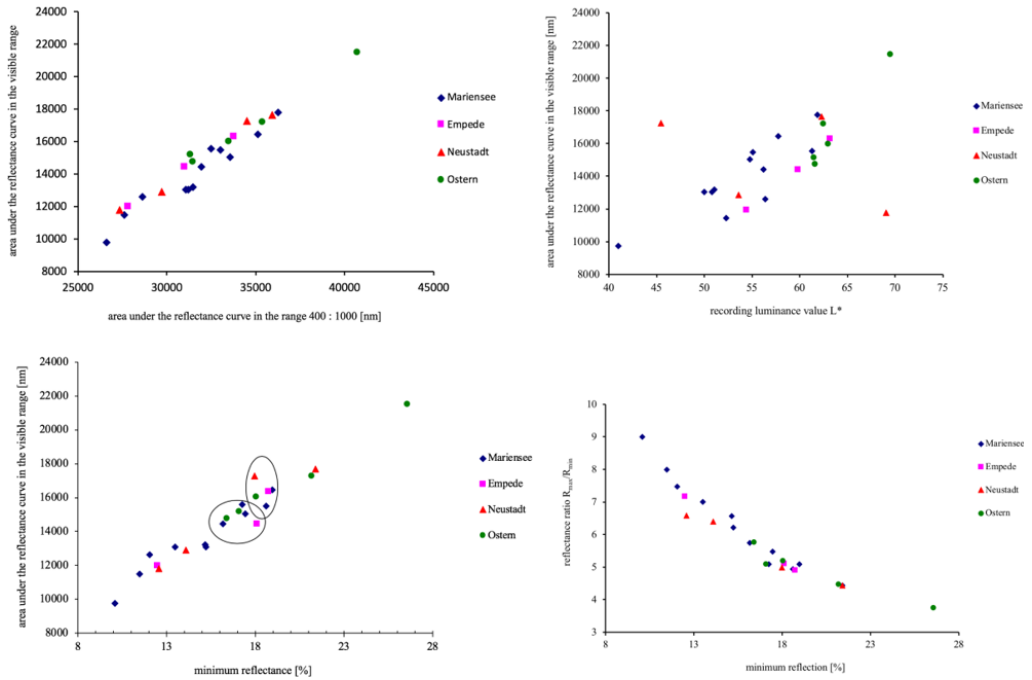 area under the reflectance curve in the visible range
24000
22000
20000
18000
16000
14000
12000
10000
8000
25000 30000 35000 40000 45000
area under the reflectance curve in the range 400 : 1000 [nm]
Mariensee
Empede
Neustadt
Ostern
area under the reflectance curve in the visible range [nm]
24000
22000
20000
18000
16000
14000
12000
10000
8000
40 45 50 55 60 65 70 75
recording luminance value L*
Mariensee
Empede
Neustadt
Ostern
area under the reflectance curve in the visible range [nm]
24000
22000
20000
18000
16000
14000
12000
10000
8000
8 13 18 23 28
minimum reflectance [%]
Mariensee
Empede
Neustadt
Ostern
reflectance ratio Rmax/Rmin
10
9
8
7
6
5
4
3
8 13 18 23 28
minimum reflection [%]
Mariensee
Empede
Neustadt
Ostern